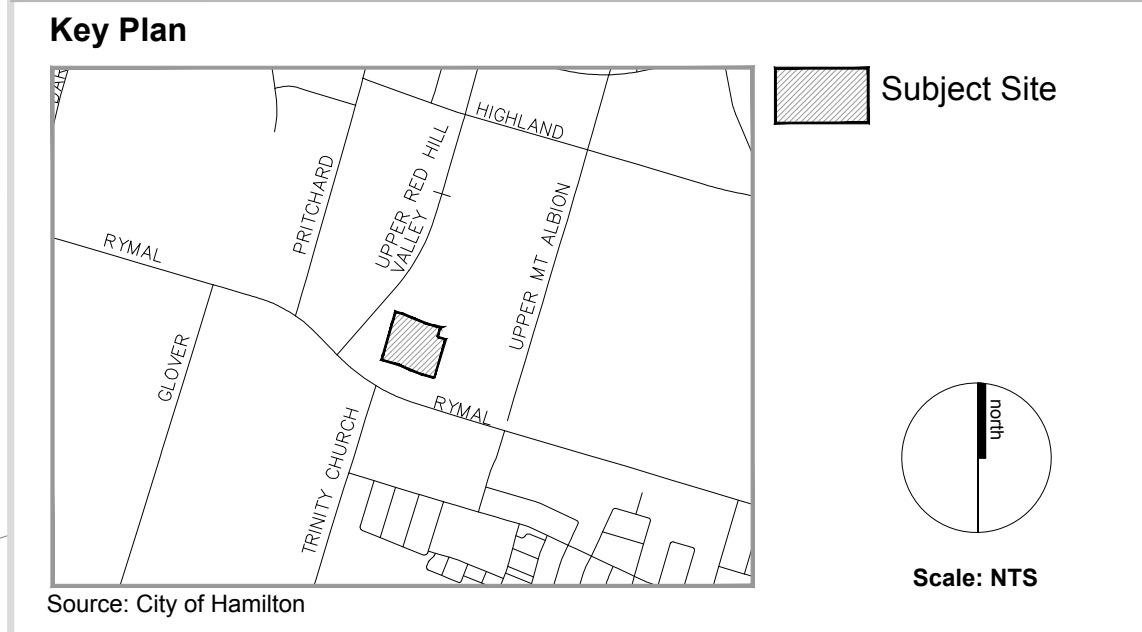 Key Plan
Subject Site
DAR
HIGHLAND
PRITCHARD
UPPER RED HILL
VALLEY
UPPER MT ALBION
RYMAL
GLOVER
RYMAL
TRINITY CHURCH
north
Scale: NTS
Source: City of Hamilton